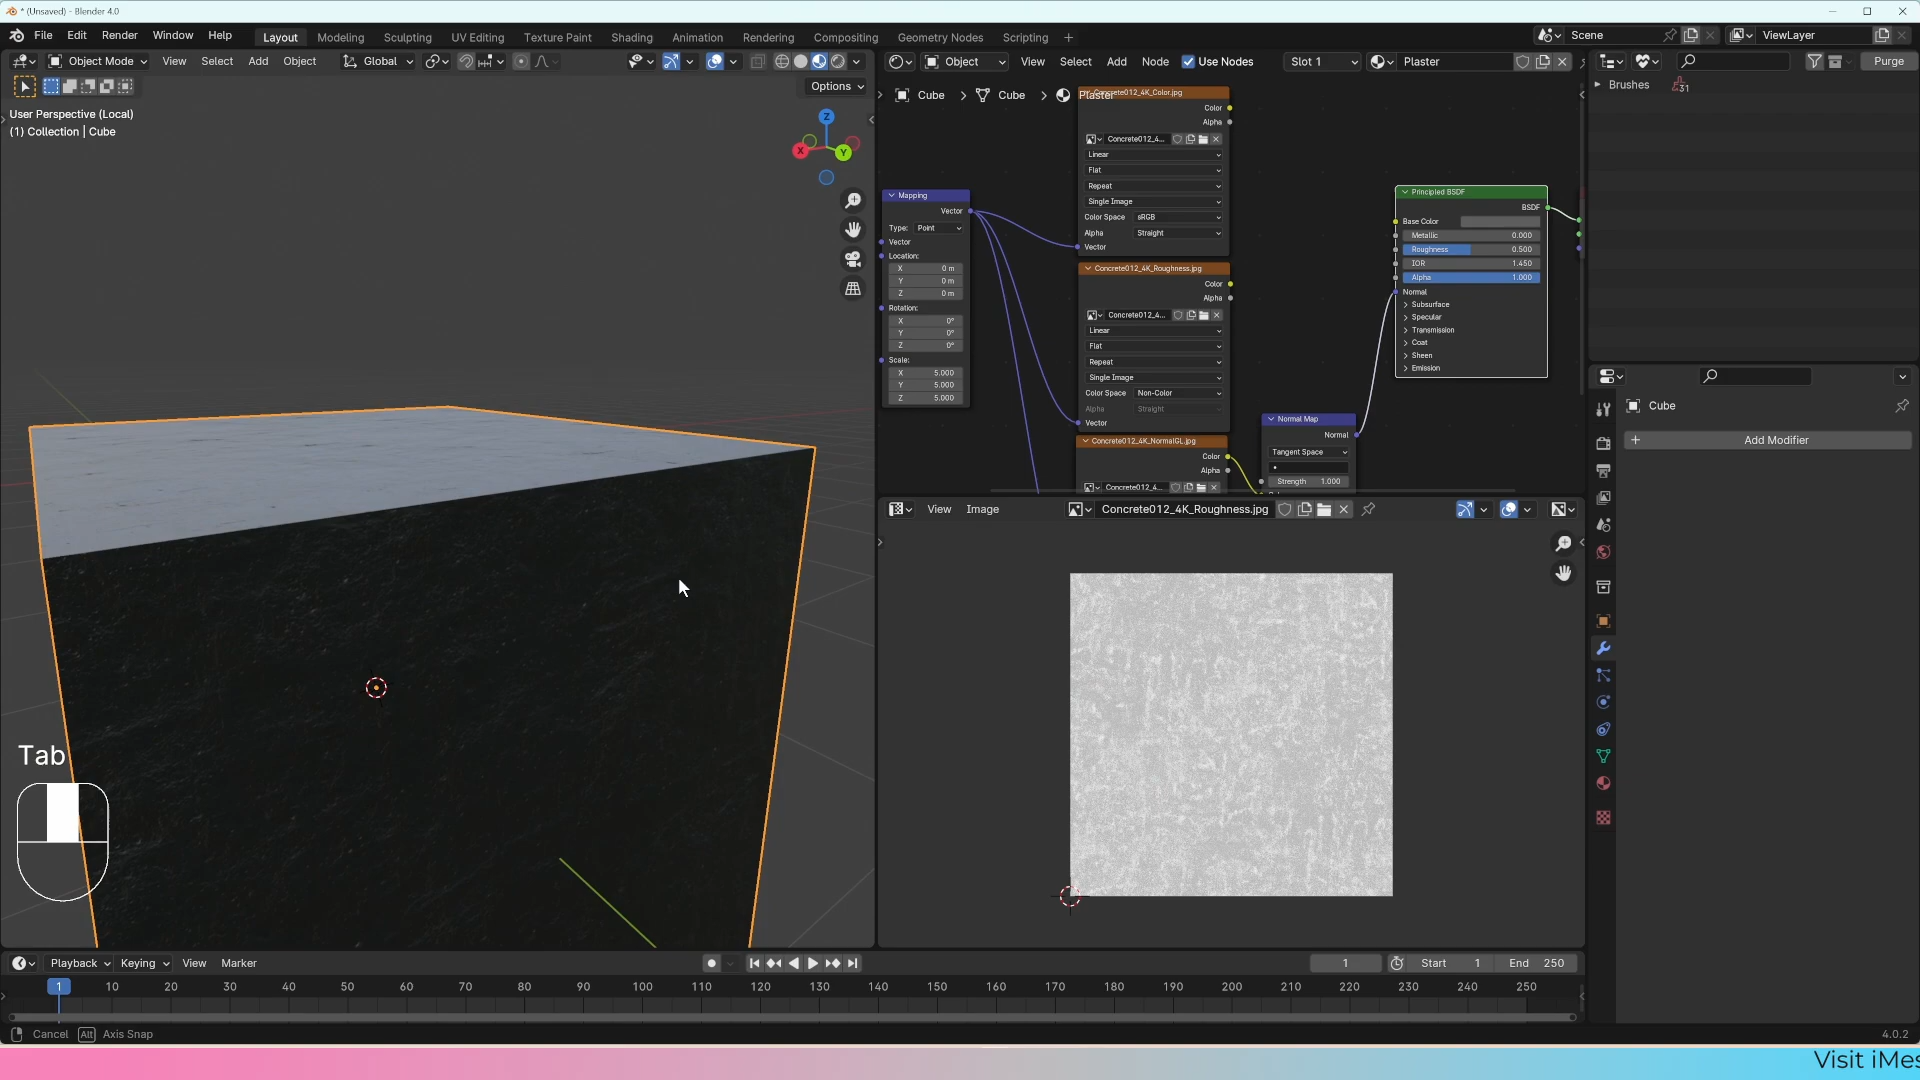 * (Unsaved) - Blender 4.0
File Edit Render Window Help Layout Modeling Sculpting UV Editing Texture Paint Shading Animation Rendering Compositing Geometry Nodes Scripting Scene ViewLayer
Object Mode View Select Add Object Global
Options
User Perspective (Local)
(1) Collection | Cube
Z
X
Y
Tab
Object View Select Add Node Use Nodes Slot 1 Plaster
Cube Cube Plaster
Mapping
Vector
Type: Point
Vector
Location:
X 0 m
Y 0 m
Z 0 m
Rotation:
X 0°
Y 0°
Z 0°
Scale:
X 5.000
Y 5.000
Z 5.000
Concrete012_4K_Color.jpg
Color
Alpha
Concrete012_4...
Linear
Flat
Repeat
Single Image
Color Space sRGB
Alpha Straight
Vector
Concrete012_4K_Roughness.jpg
Color
Alpha
Concrete012_4...
Linear
Flat
Repeat
Single Image
Color Space Non-Color
Alpha Straight
Vector
Concrete012_4K_NormalGL.jpg
Color
Alpha
Concrete012_4...
Normal Map
Normal
Tangent Space
Strength 1.000
Principled BSDF
BSDF
Base Color
Metallic 0.000
Roughness 0.500
IOR 1.450
Alpha 1.000
Normal
Subsurface
Specular
Transmission
Coat
Sheen
Emission
View Image Concrete012_4K_Roughness.jpg
Purge
Brushes 31
Cube
Add Modifier
Playback Keying View Marker 1 Start 1 End 250
1 10 20 30 40 50 60 70 80 90 100 110 120 130 140 150 160 170 180 190 200 210 220 230 240 250
Cancel Alt Axis Snap 4.0.2
Visit iMes